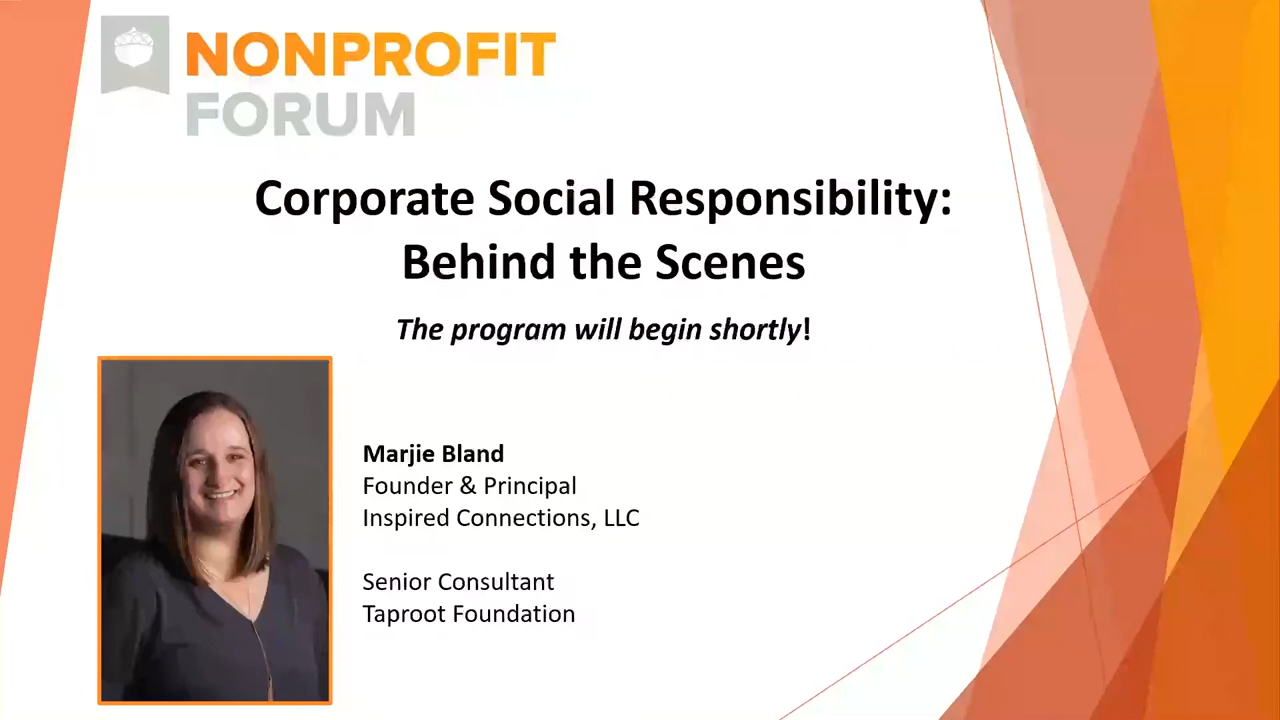 NONPROFIT
FORUM
Corporate Social Responsibility:
Behind the Scenes
The program will begin shortly!
Marjie Bland
Founder & Principal
Inspired Connections, LLC
Senior Consultant
Taproot Foundation